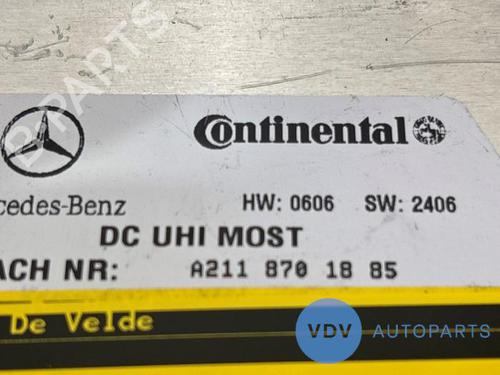 B-PARTS
Continental
cedes-Benz HW: 0606 SW: 2406
DC UHI MOST
ACH NR: A211 870 18 85
De Velde
VDV AUTOPARTS